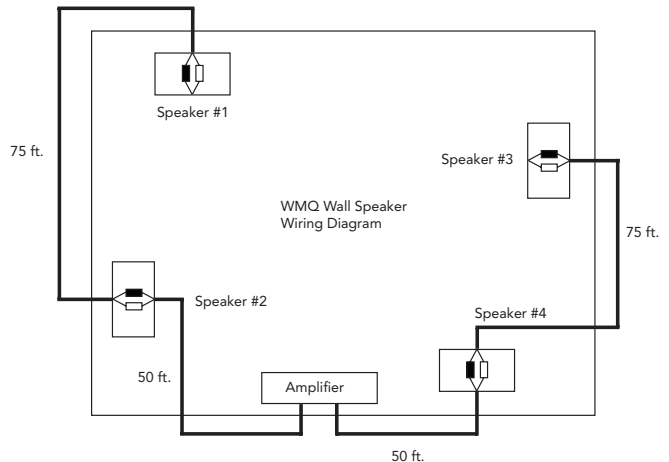 Speaker #1
75 ft.
Speaker #3
WMQ Wall Speaker
Wiring Diagram
75 ft.
Speaker #2
Speaker #4
50 ft.
Amplifier
50 ft.